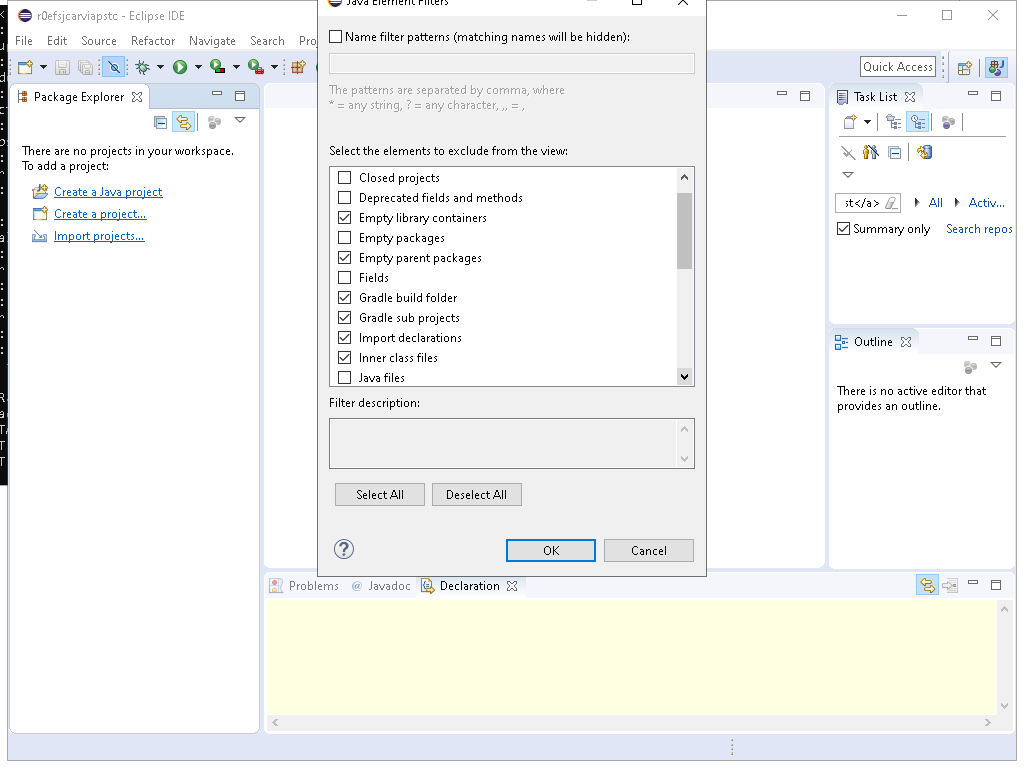 r0efsjcarviapstc - Eclipse IDE
File Edit Source Refactor Navigate Search
Quick Access
Package Explorer
There are no projects in your workspace.
To add a project:
Create a Java project
Create a project...
Import projects...
Java Element Filters
Name filter patterns (matching names will be hidden):
The patterns are separated by comma, where
* = any string, ? = any character, ,, = ,
Select the elements to exclude from the view:
Closed projects
Deprecated fields and methods
Empty library containers
Empty packages
Empty parent packages
Fields
Gradle build folder
Gradle sub projects
Import declarations
Inner class files
Java files
Filter description:
Select All
Deselect All
OK
Cancel
Task List
st</a>
All
Activ...
Summary only
Search repos
Outline
There is no active editor that
provides an outline.
Problems
@ Javadoc
Declaration